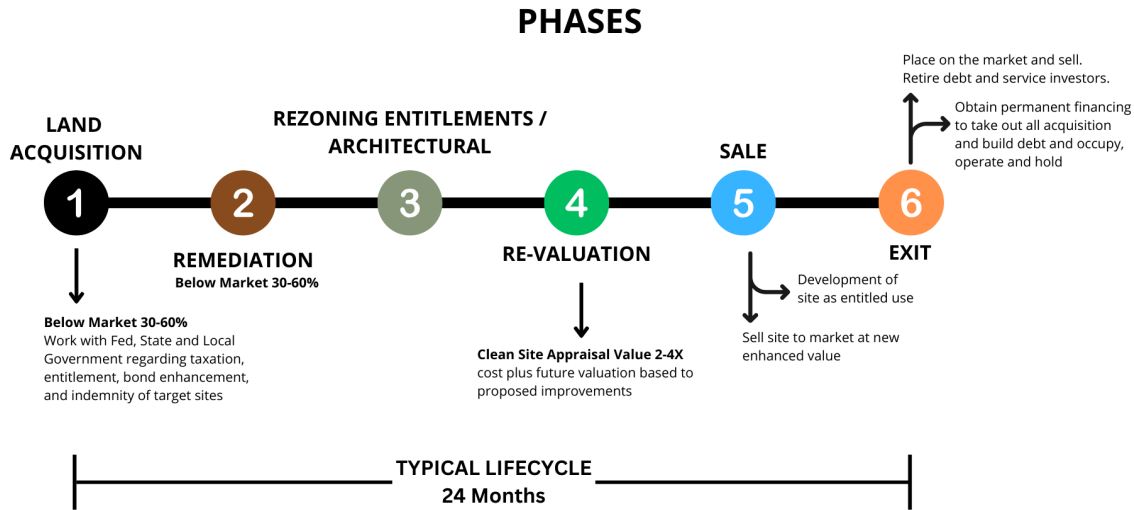 PHASES
LAND
ACQUISITION
1
Below Market 30-60%
Work with Fed, State and Local
Government regarding taxation,
entitlement, bond enhancement,
and indemnity of target sites
2
REMEDIATION
Below Market 30-60%
REZONING ENTITLEMENTS /
ARCHITECTURAL
3
4
RE-VALUATION
Clean Site Appraisal Value 2-4X
cost plus future valuation based to
proposed improvements
SALE
5
Development of
site as entitled use
Sell site to market at new
enhanced value
Place on the market and sell.
Retire debt and service investors.
Obtain permanent financing
to take out all acquisition
and build debt and occupy,
operate and hold
6
EXIT
TYPICAL LIFECYCLE
24 Months